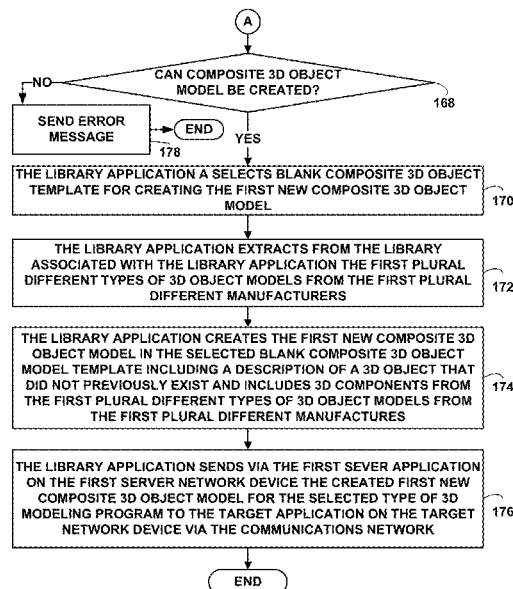 A
CAN COMPOSITE 3D OBJECT
MODEL BE CREATED?
168
NO
SEND ERROR
MESSAGE
178
END
YES
THE LIBRARY APPLICATION A SELECTS BLANK COMPOSITE 3D OBJECT
TEMPLATE FOR CREATING THE FIRST NEW COMPOSITE 3D OBJECT
MODEL
170
THE LIBRARY APPLICATION EXTRACTS FROM THE LIBRARY
ASSOCIATED WITH THE LIBRARY APPLICATION THE FIRST PLURAL
DIFFERENT TYPES OF 3D OBJECT MODELS FROM THE FIRST PLURAL
DIFFERENT MANUFACTURERS
172
THE LIBRARY APPLICATION CREATES THE FIRST NEW COMPOSITE 3D
OBJECT MODEL IN THE SELECTED BLANK COMPOSITE 3D OBJECT
MODEL TEMPLATE INCLUDING A DESCRIPTION OF A 3D OBJECT THAT
DID NOT PREVIOUSLY EXIST AND INCLUDES 3D COMPONENTS FROM
THE FIRST PLURAL DIFFERENT TYPES OF 3D OBJECT MODELS FROM
THE FIRST PLURAL DIFFERENT MANUFACTURES
174
THE LIBRARY APPLICATION SENDS VIA THE FIRST SEVER APPLICATION
ON THE FIRST SERVER NETWORK DEVICE THE CREATED FIRST NEW
COMPOSITE 3D OBJECT MODEL FOR THE SELECTED TYPE OF 3D
MODELING PROGRAM TO THE TARGET APPLICATION ON THE TARGET
NETWORK DEVICE VIA THE COMMUNICATIONS NETWORK
176
END